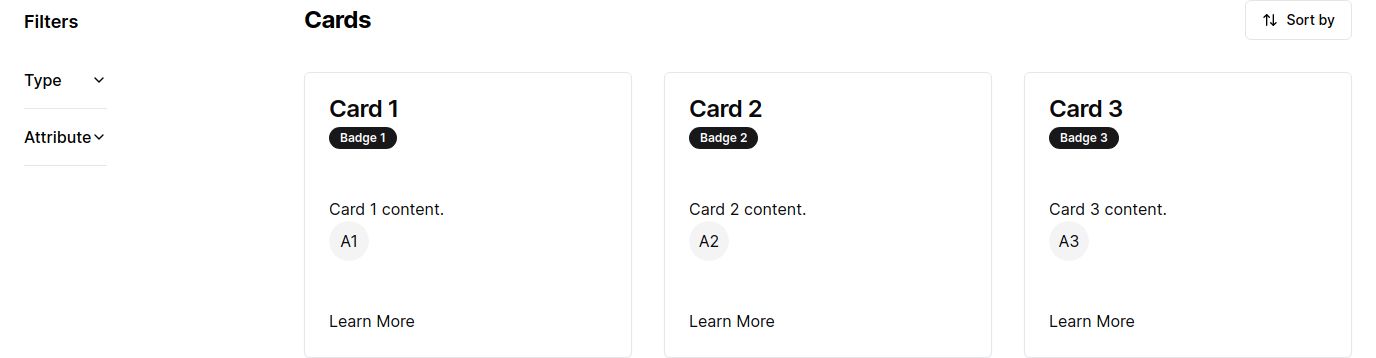 Filters
Type
Attribute
Cards
Sort by
Card 1
Badge 1
Card 1 content.
A1
Learn More
Card 2
Badge 2
Card 2 content.
A2
Learn More
Card 3
Badge 3
Card 3 content.
A3
Learn More